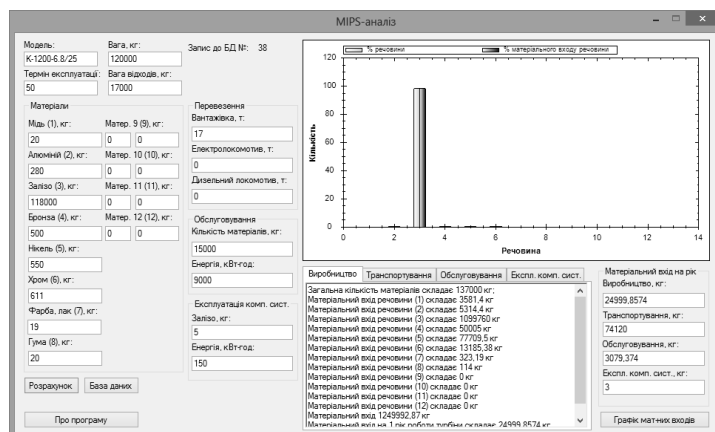 MIPS-аналіз
Модель:
К-1200-6.8/25
Вага, кг:
120000
Запис до БД №: 38
Термін експлуатації:
50
Вага відходів, кг:
17000
Матеріали
Мідь (1), кг:
20
Матер. 9 (9), кг:
0 0
Алюміній (2), кг:
280
Матер. 10 (10), кг:
0 0
Залізо (3), кг:
118000
Матер. 11 (11), кг:
0 0
Бронза (4), кг:
500
Матер. 12 (12), кг:
0 0
Нікель (5), кг:
550
Хром (6), кг:
611
Фарба, лак (7), кг:
19
Гума (8), кг:
20
Розрахунок
База даних
Про програму
Перевезення
Вантажівка, т:
17
Електролокомотив, т:
0
Дизельний локомотив, т:
0
Обслуговування
Кількість матеріалів, кг:
15000
Енергія, кВт-год:
9000
Експлуатація комп. сист.
Залізо, кг:
5
Енергія, кВт-год:
150
% речовини
% матеріального входу речовини
Кількість
120
100
80
60
40
20
0
0 2 4 6 8 10 12 14
Речовина
Виробництво Транспортування Обслуговування Експл. комп. сист.
Загальна кількість матеріалів складає 137000 кг;
Матеріальний вхід речовини (1) складає 3581,4 кг
Матеріальний вхід речовини (2) складає 5314,4 кг
Матеріальний вхід речовини (3) складає 1099760 кг
Матеріальний вхід речовини (4) складає 50005 кг
Матеріальний вхід речовини (5) складає 77709,5 кг
Матеріальний вхід речовини (6) складає 13185,38 кг
Матеріальний вхід речовини (7) складає 323,19 кг
Матеріальний вхід речовини (8) складає 114 кг
Матеріальний вхід речовини (9) складає 0 кг
Матеріальний вхід речовини (10) складає 0 кг
Матеріальний вхід речовини (11) складає 0 кг
Матеріальний вхід речовини (12) складає 0 кг
Матеріальний вхід 1249992,87 кг
Матеріальний вхід на 1 рік роботи турбіни складає 24999,8574 кг
Матеріальний вхід на рік
Виробництво, кг:
24999,8574
Транспортування, кг:
74120
Обслуговування, кг:
3079,374
Експл. комп. сист., кг:
3
Графік мат-них входів